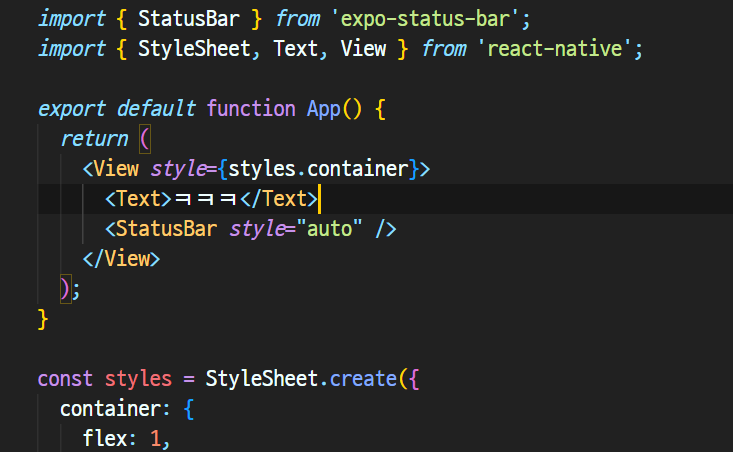 import { StatusBar } from 'expo-status-bar';
import { StyleSheet, Text, View } from 'react-native';
export default function App() {
return (
<View style={styles.container}>
<Text>ㅋㅋㅋ</Text>
<StatusBar style="auto" />
</View>
);
}
const styles = StyleSheet.create({
container: {
flex: 1,